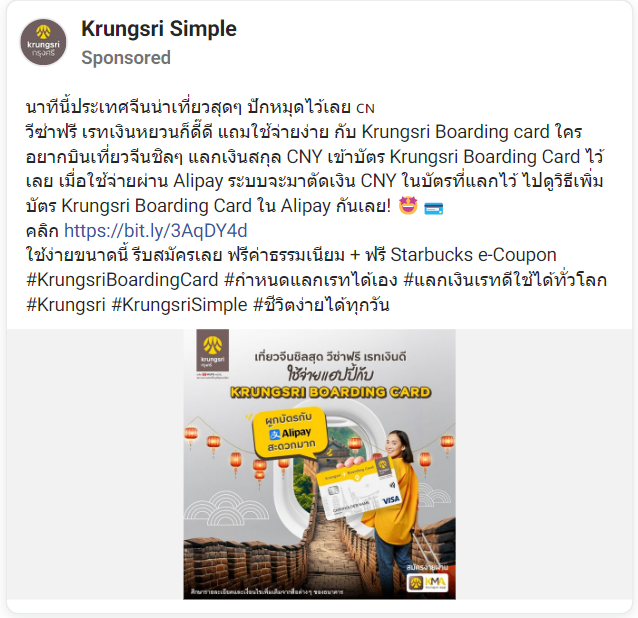 Krungsri Simple
Sponsored
krungsri
กรุงศรี
นาทีนี้ประเทศจีนน่าเที่ยวสุดๆ ปักหมุดไว้เลย CN
วีซ่าฟรี เรทเงินหยวนก็ดี๊ดี แถมใช้จ่ายง่าย กับ Krungsri Boarding card ใคร
อยากบินเที่ยวจีนชิลๆ แลกเงินสกุล CNY เข้าบัตร Krungsri Boarding Card ไว้
เลย เมื่อใช้จ่ายผ่าน Alipay ระบบจะมาตัดเงิน CNY ในบัตรที่แลกไว้ ไปดูวิธีเพิ่ม
บัตร Krungsri Boarding Card ใน Alipay กันเลย! 🤩 💳
คลิก https://bit.ly/3AqDY4d
ใช้ง่ายขนาดนี้ รีบสมัครเลย ฟรีค่าธรรมเนียม + ฟรี Starbucks e-Coupon
#KrungsriBoardingCard #กำหนดแลกเรทได้เอง #แลกเงินเรทดีใช้ได้ทั่วโลก
#Krungsri #KrungsriSimple #ชีวิตง่ายได้ทุกวัน
krungsri
กรุงศรี
เที่ยวจีนชิลสุด วีซ่าฟรี เรทเงินดี
ใช้จ่ายแฮปปี้กับ
KRUNGSRI BOARDING CARD
ผูกบัตรกับ
Alipay
สะดวกมาก
Krungsri Boarding Card
VISA
สมัครง่ายผ่าน
KMA
ศึกษารายละเอียดและเงื่อนไขเพิ่มเติมจากสื่อต่างๆ ของธนาคาร